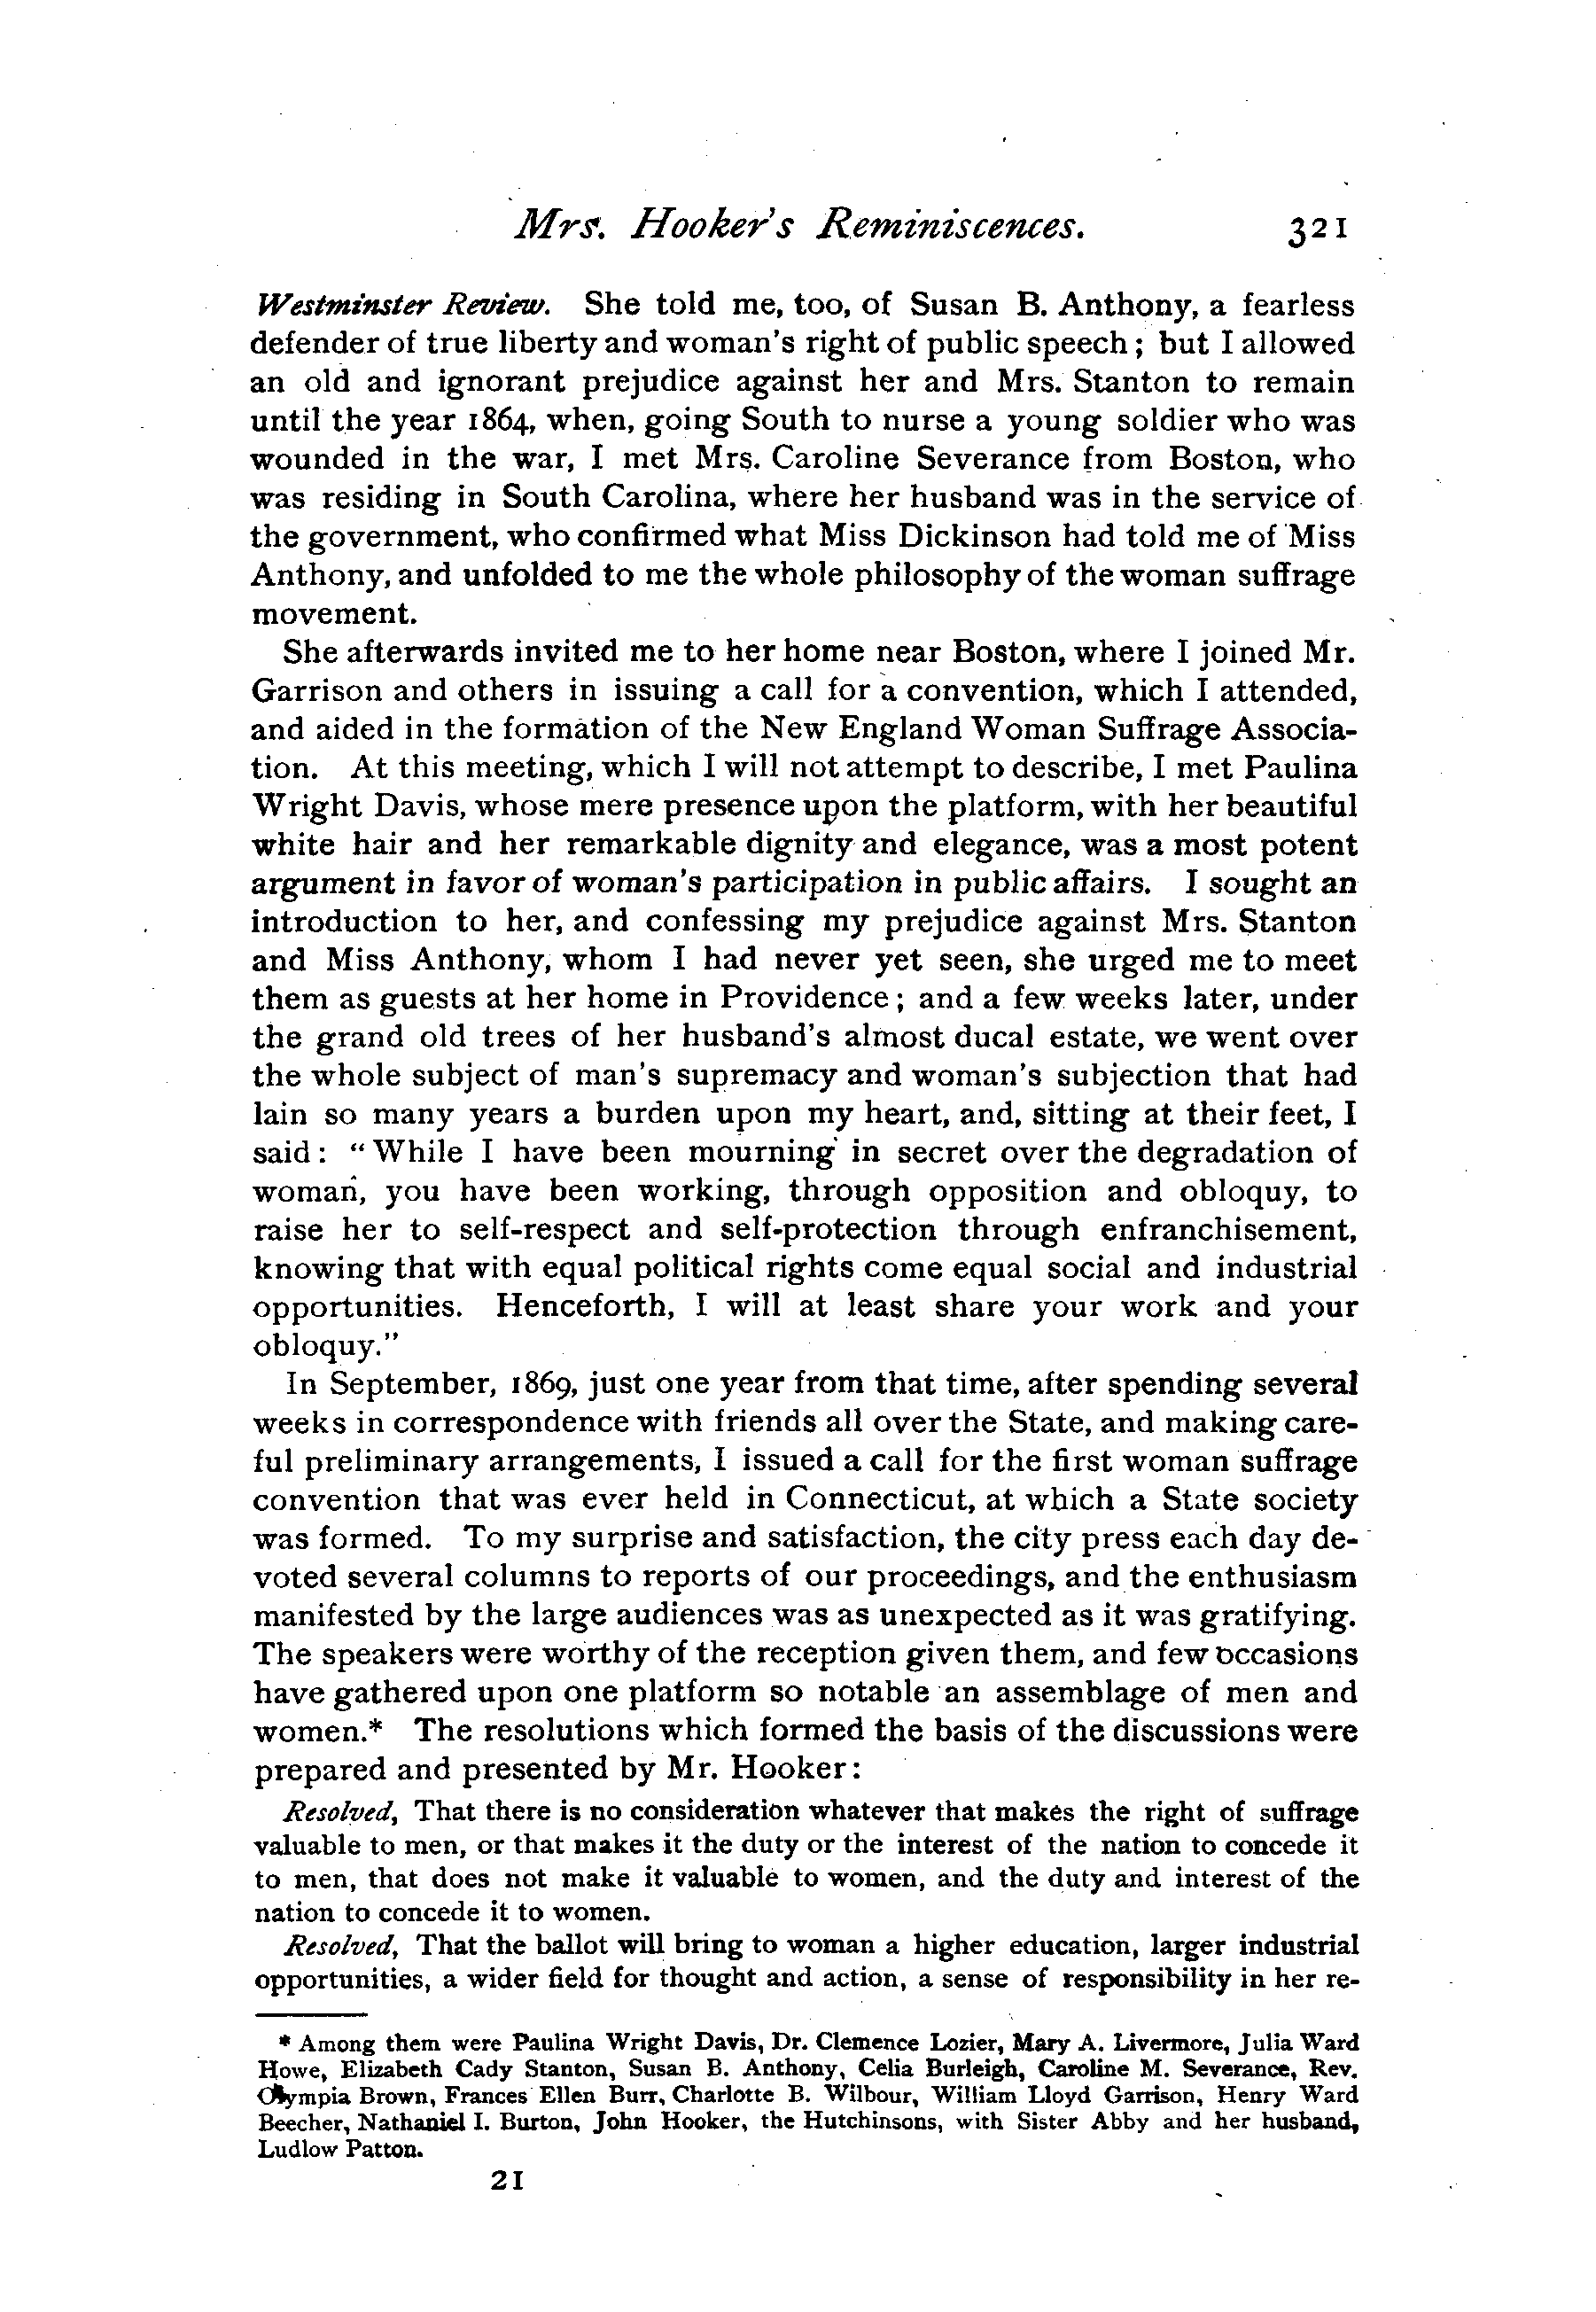 Mrs. Hooker's Reminiscences. 321
Westminster Review. She told me, too, of Susan B. Anthony, a fearless
defender of true liberty and woman's right of public speech; but I allowed
an old and ignorant prejudice against her and Mrs. Stanton to remain
until the year 1864, when, going South to nurse a young soldier who was
wounded in the war, I met Mrs. Caroline Severance from Boston, who
was residing in South Carolina, where her husband was in the service of
the government, who confirmed what Miss Dickinson had told me of Miss
Anthony, and unfolded to me the whole philosophy of the woman suffrage
movement.
She afterwards invited me to her home near Boston, where I joined Mr.
Garrison and others in issuing a call for a convention, which I attended,
and aided in the formation of the New England Woman Suffrage Associa-
tion. At this meeting, which I will not attempt to describe, I met Paulina
Wright Davis, whose mere presence upon the platform, with her beautiful
white hair and her remarkable dignity and elegance, was a most potent
argument in favor of woman's participation in public affairs. I sought an
introduction to her, and confessing my prejudice against Mrs. Stanton
and Miss Anthony, whom I had never yet seen, she urged me to meet
them as guests at her home in Providence; and a few weeks later, under
the grand old trees of her husband's almost ducal estate, we went over
the whole subject of man's supremacy and woman's subjection that had
lain so many years a burden upon my heart, and, sitting at their feet, I
said: "While I have been mourning in secret over the degradation of
woman, you have been working, through opposition and obloquy, to
raise her to self-respect and self-protection through enfranchisement,
knowing that with equal political rights come equal social and industrial
opportunities. Henceforth, I will at least share your work and your
obloquy."
In September, 1869, just one year from that time, after spending several
weeks in correspondence with friends all over the State, and making care-
ful preliminary arrangements, I issued a call for the first woman suffrage
convention that was ever held in Connecticut, at which a State society
was formed. To my surprise and satisfaction, the city press each day de-
voted several columns to reports of our proceedings, and the enthusiasm
manifested by the large audiences was as unexpected as it was gratifying.
The speakers were worthy of the reception given them, and few occasions
have gathered upon one platform so notable an assemblage of men and
women.* The resolutions which formed the basis of the discussions were
prepared and presented by Mr. Hooker:
Resolved, That there is no consideration whatever that makes the right of suffrage
valuable to men, or that makes it the duty or the interest of the nation to concede it
to men, that does not make it valuable to women, and the duty and interest of the
nation to concede it to women.
Resolved, That the ballot will bring to woman a higher education, larger industrial
opportunities, a wider field for thought and action, a sense of responsibility in her re-
* Among them were Paulina Wright Davis, Dr. Clemence Lozier, Mary A. Livermore, Julia Ward
Howe, Elizabeth Cady Stanton, Susan B. Anthony, Celia Burleigh, Caroline M. Severance, Rev.
Olympia Brown, Frances Ellen Burr, Charlotte B. Wilbour, William Lloyd Garrison, Henry Ward
Beecher, Nathaniel I. Burton, John Hooker, the Hutchinsons, with Sister Abby and her husband,
Ludlow Patton.
21